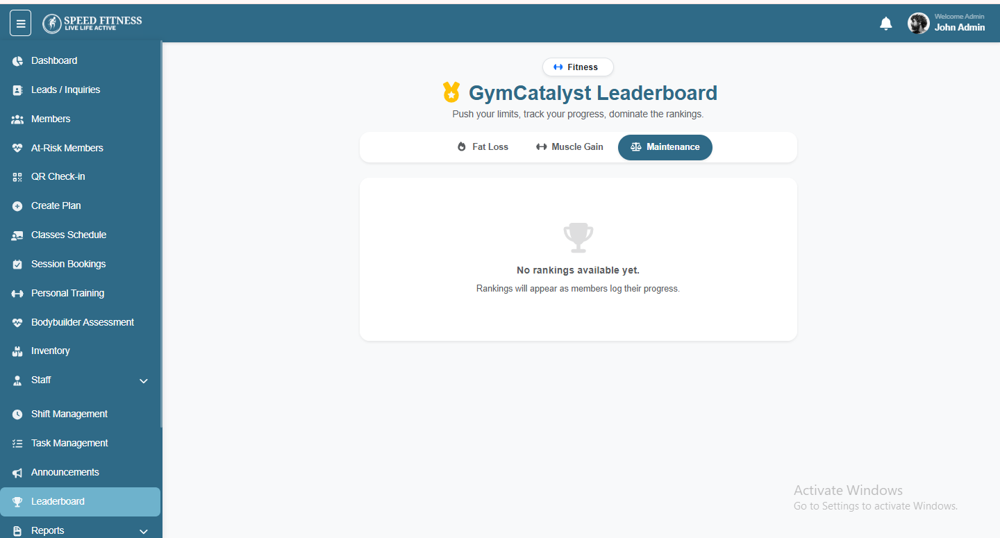 SPEED FITNESS
LIVE LIFE ACTIVE
Welcome Admin
John Admin
Dashboard
Leads / Inquiries
Members
At-Risk Members
QR Check-in
Create Plan
Classes Schedule
Session Bookings
Personal Training
Bodybuilder Assessment
Inventory
Staff
Shift Management
Task Management
Announcements
Leaderboard
Reports
Fitness
GymCatalyst Leaderboard
Push your limits, track your progress, dominate the rankings.
Fat Loss Muscle Gain Maintenance
No rankings available yet.
Rankings will appear as members log their progress.
Activate Windows
Go to Settings to activate Windows.